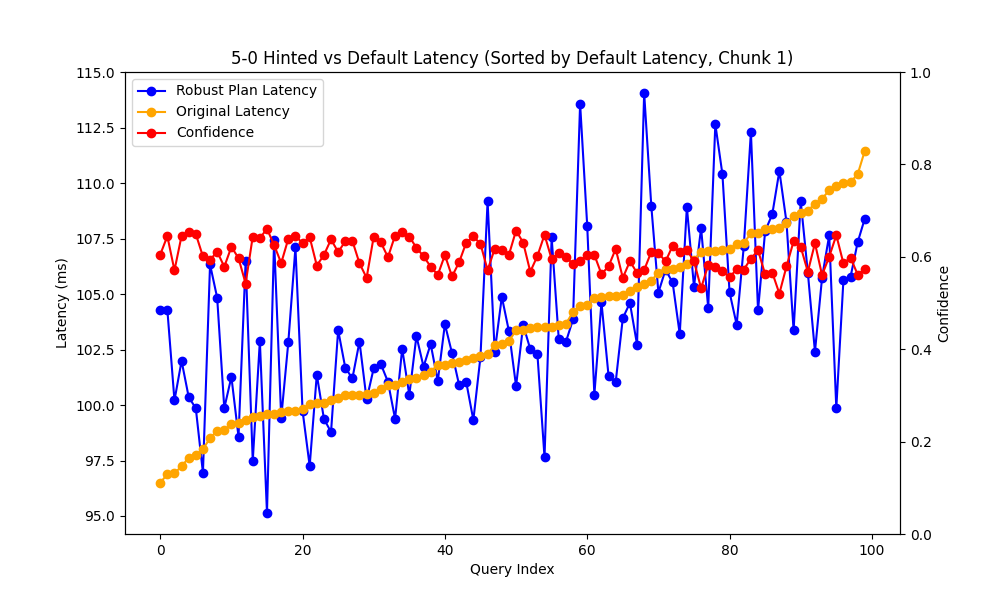 5-0 Hinted vs Default Latency (Sorted by Default Latency, Chunk 1)
Robust Plan Latency
Original Latency
Confidence
115.0
112.5
110.0
107.5
105.0
102.5
100.0
97.5
95.0
Latency (ms)
1.0
0.8
0.6
0.4
0.2
0.0
Confidence
0 20 40 60 80 100
Query Index